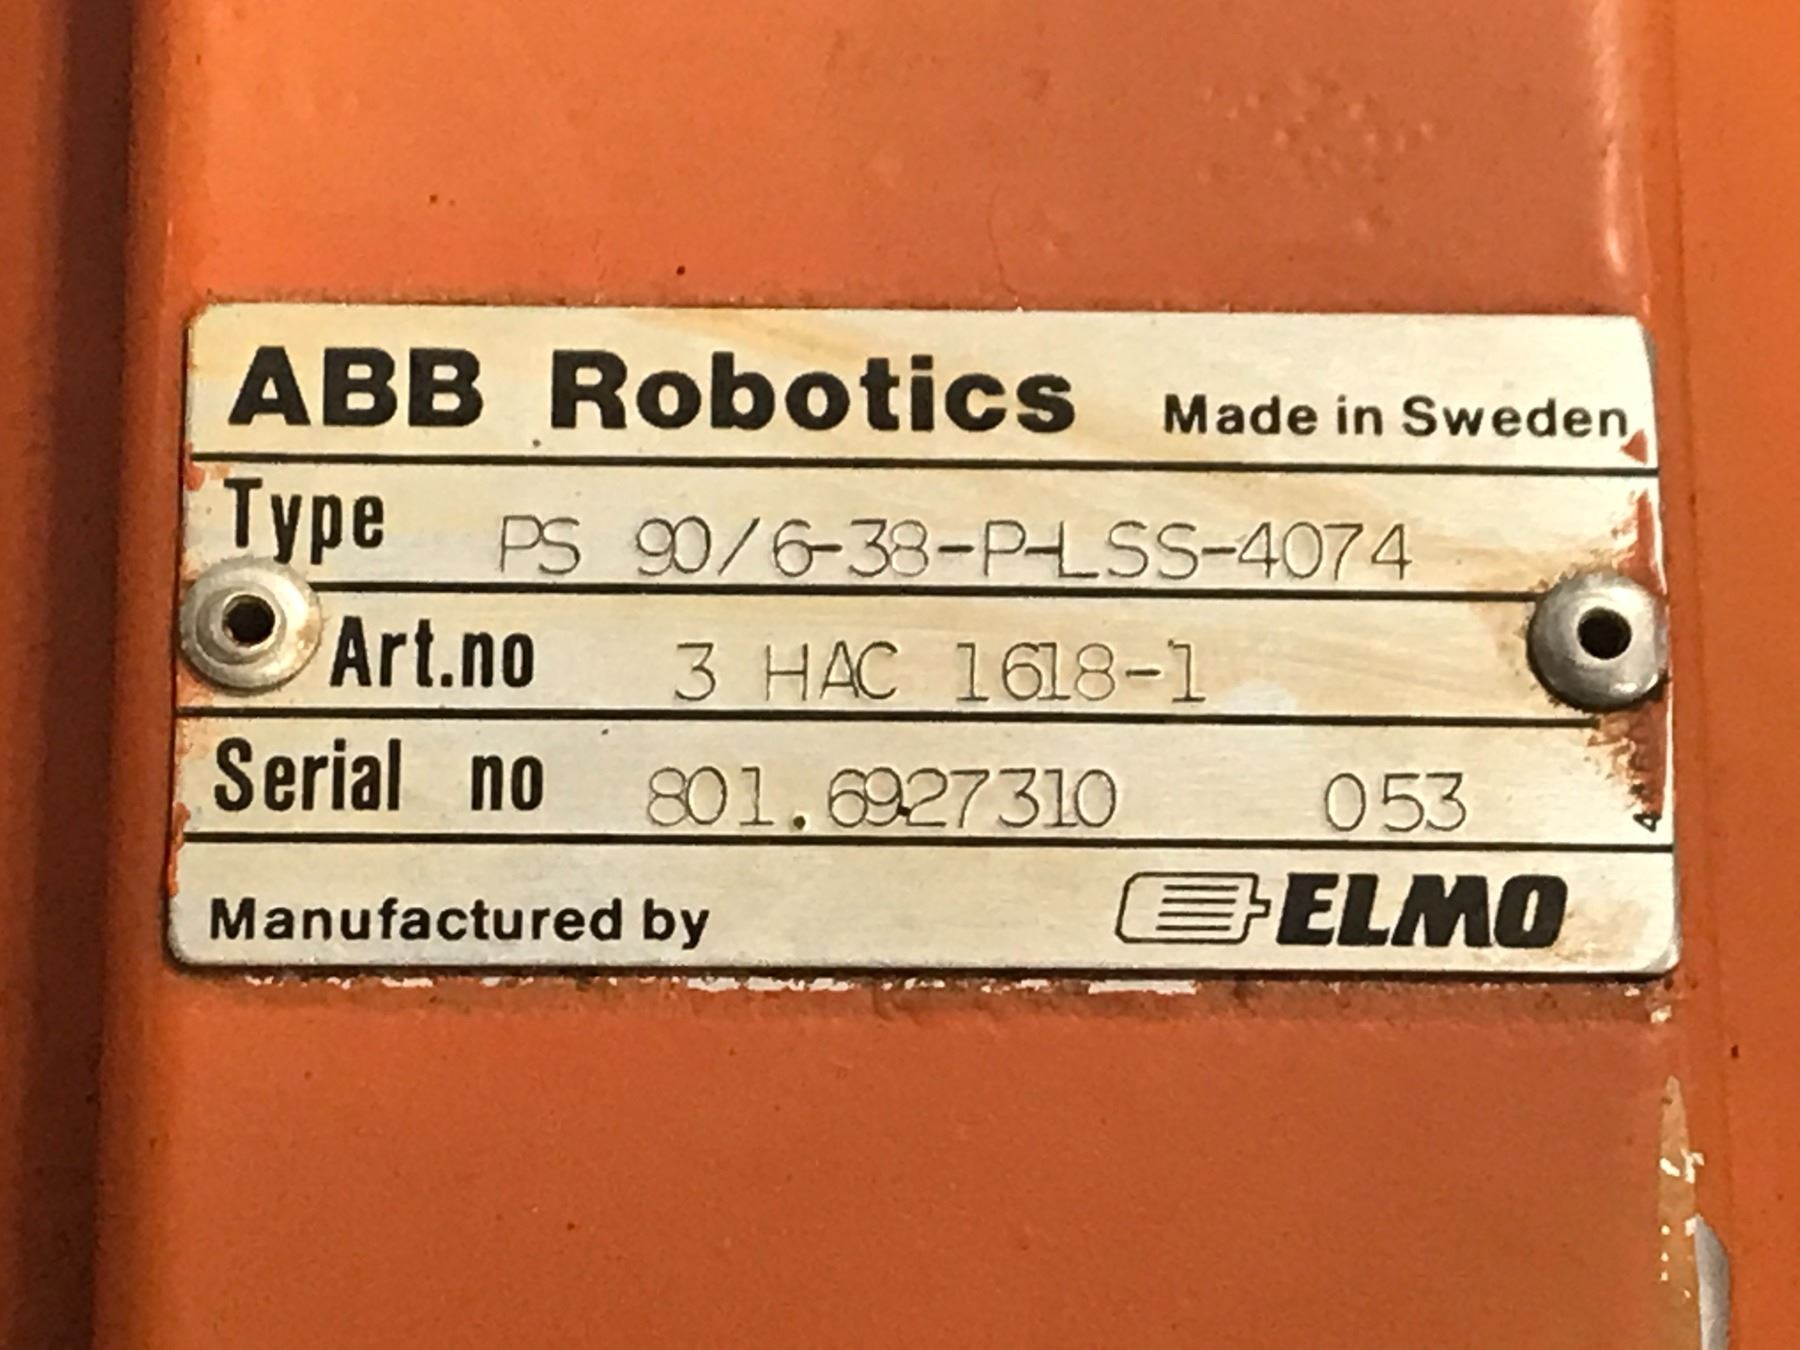 ABB Robotics Made in Sweden
Type PS 90/6-38-P-LSS-4074
Art.no 3 HAC 1618-1
Serial no 801.6927310 053
4
Manufactured by ELMO